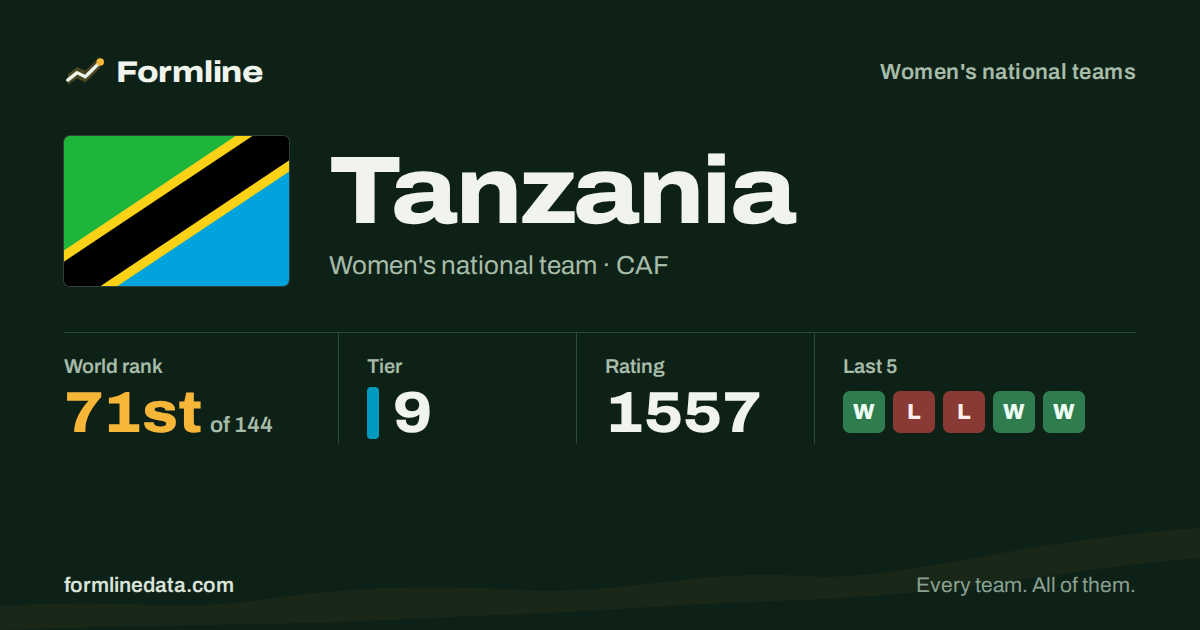 Formline
Women's national teams
Tanzania
Women's national team · CAF
World rank
71st of 144
Tier
9
Rating
1557
Last 5
W L L W W
formlinedata.com
Every team. All of them.